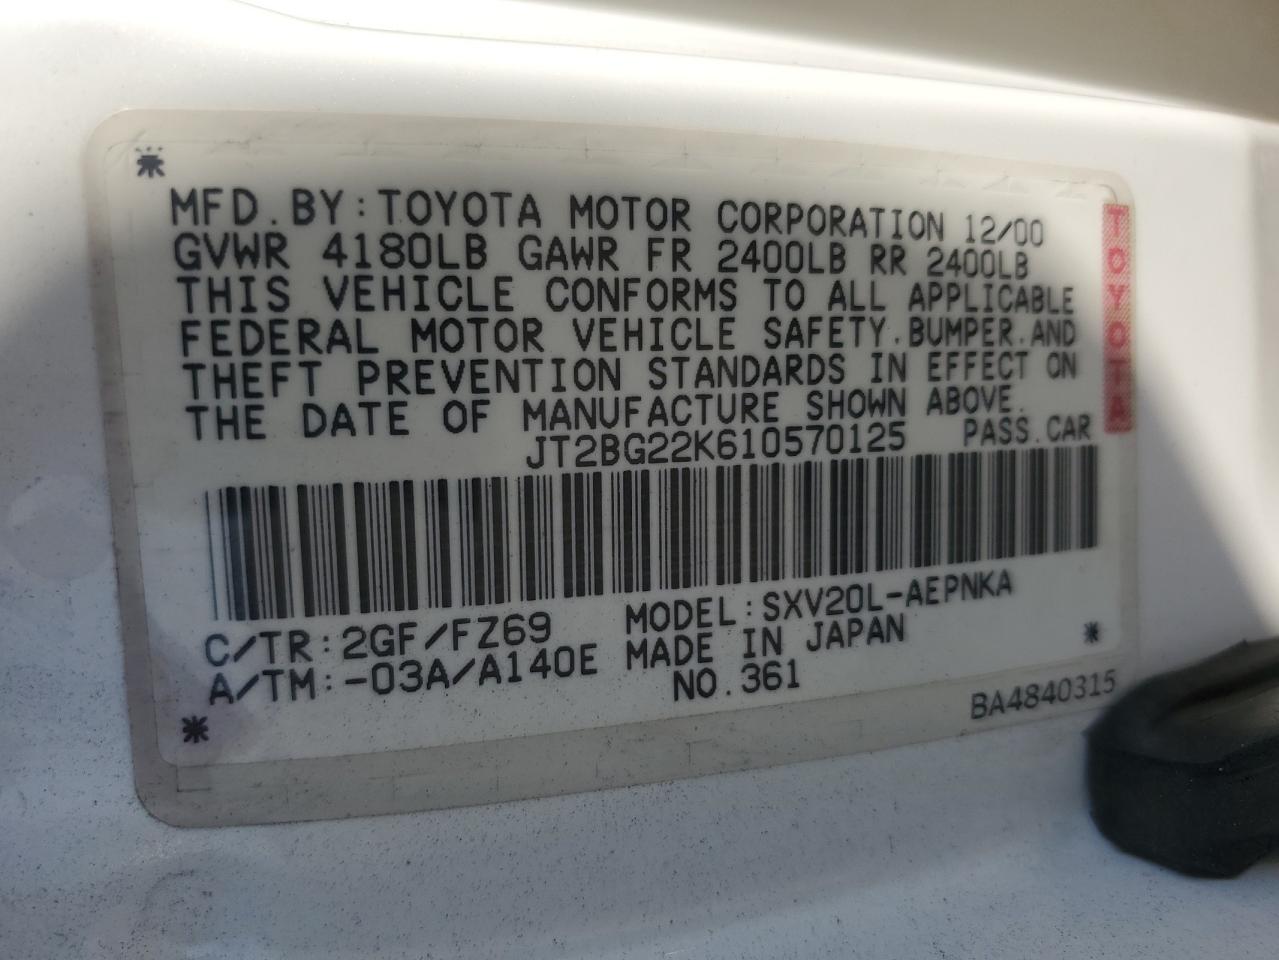 MFD.BY:TOYOTA MOTOR CORPORATION 12/00
GVWR 4180LB GAWR FR 2400LB RR 2400LB
THIS VEHICLE CONFORMS TO ALL APPLICABLE
FEDERAL MOTOR VEHICLE SAFETY.BUMPER.AND
THEFT PREVENTION STANDARDS IN EFFECT ON
THE DATE OF MANUFACTURE SHOWN ABOVE.
JT2BG22K610570125 PASS.CAR
TOYOTA
C/TR:2GF/FZ69 MODEL:SXV20L-AEPNKA
A/TM:-03A/A140E MADE IN JAPAN
NO.361
BA4840315